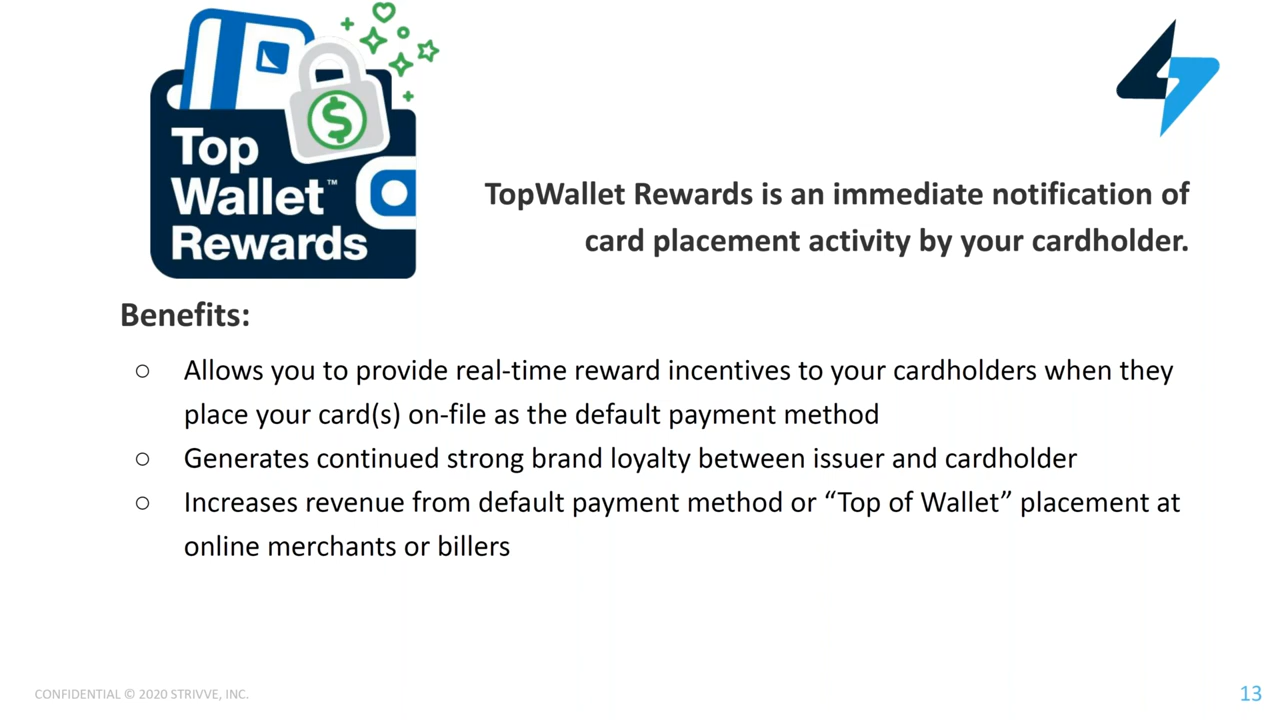 Top
Wallet™
Rewards
TopWallet Rewards is an immediate notification of
card placement activity by your cardholder.
Benefits:
○ Allows you to provide real-time reward incentives to your cardholders when they
place your card(s) on-file as the default payment method
○ Generates continued strong brand loyalty between issuer and cardholder
○ Increases revenue from default payment method or “Top of Wallet” placement at
online merchants or billers
CONFIDENTIAL © 2020 STRIVVE, INC.
13